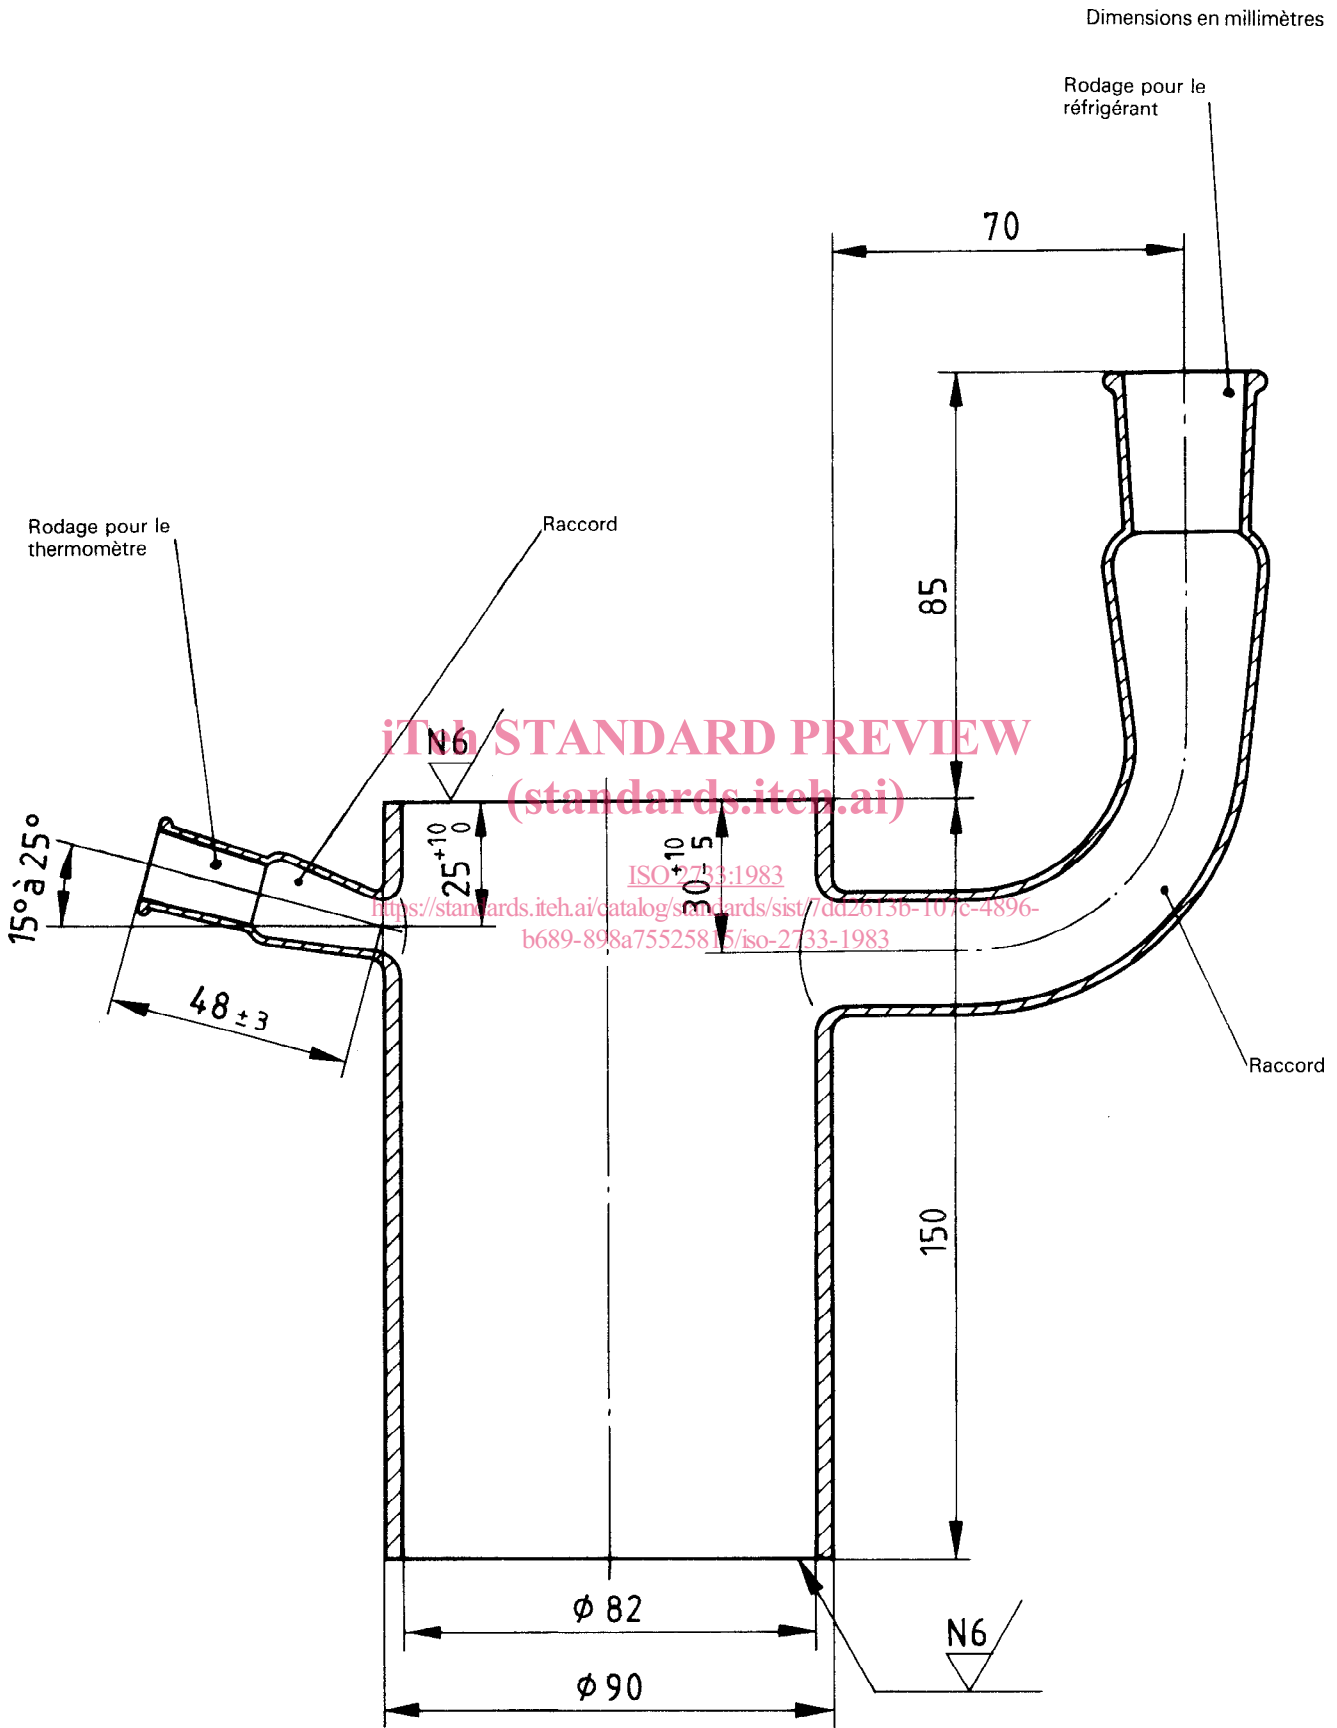 Dimensions en millimètres
Rodage pour le
réfrigérant
70
Rodage pour le
thermomètre
Raccord
85
iTeh STANDARD PREVIEW
N6
(standards.iteh.ai)
15° à 25°
25 +10 0
30 +10 - 5
ISO 2733:1983
https://standards.iteh.ai/catalog/standards/sist/7dd2613b-107c-4896-
b689-898a75525815/iso-2733-1983
48 ± 3
Raccord
150
ϕ 82
N6
ϕ 90